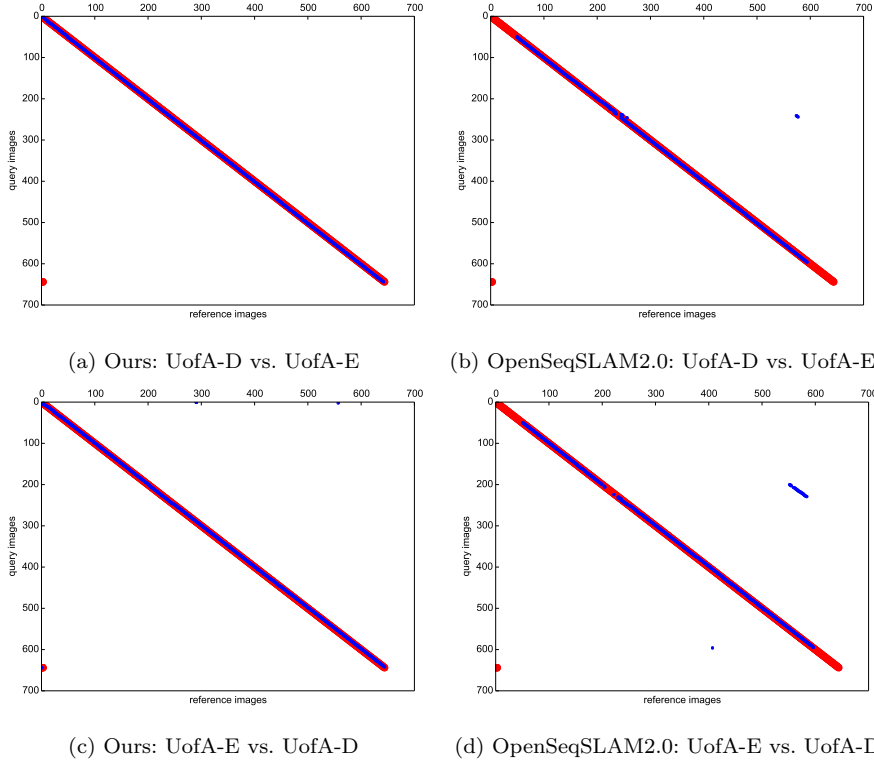 0 100 200 300 400 500 600 700
0
100
200
300
400
500
600
700
query images
reference images
0 100 200 300 400 500 600 700
0
100
200
300
400
500
600
700
query images
reference images
(a) Ours: UofA-D vs. UofA-E
(b) OpenSeqSLAM2.0: UofA-D vs. UofA-E
0 100 200 300 400 500 600 700
0
100
200
300
400
500
600
700
query images
reference images
0 100 200 300 400 500 600 700
0
100
200
300
400
500
600
700
query images
reference images
(c) Ours: UofA-E vs. UofA-D
(d) OpenSeqSLAM2.0: UofA-E vs. UofA-D